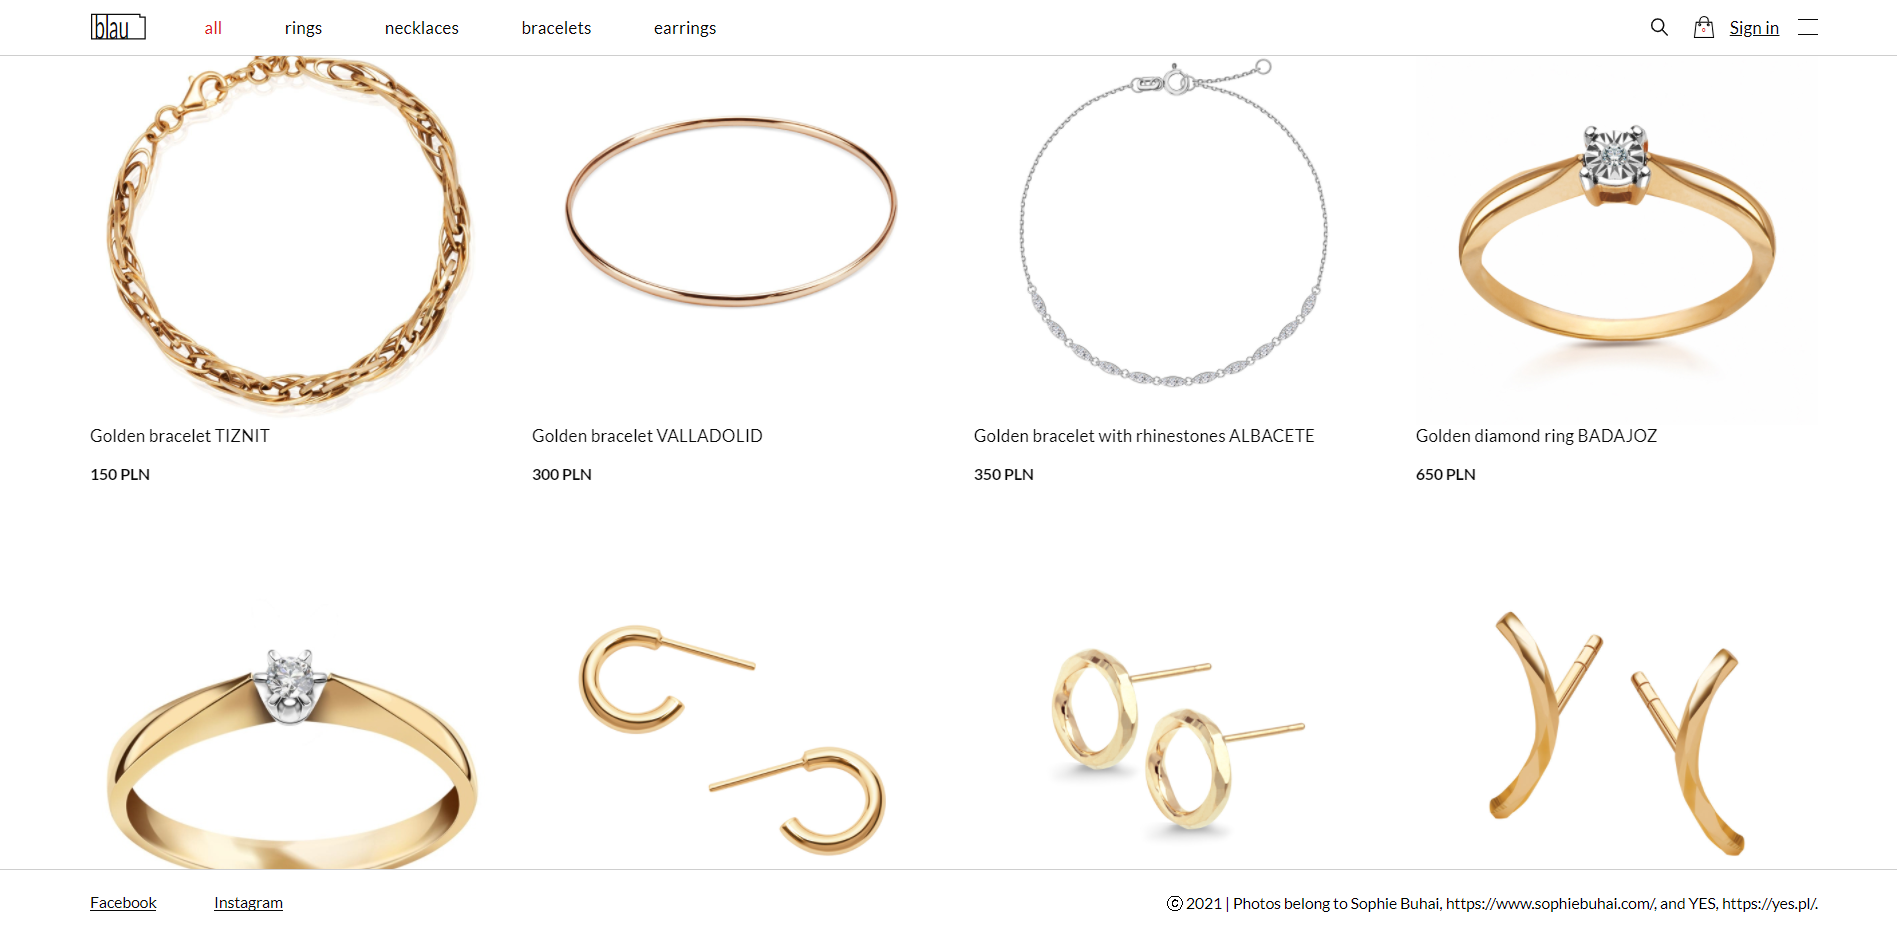 blau
all
rings
necklaces
bracelets
earrings
0
Sign in
Golden bracelet TIZNIT
Golden bracelet VALLADOLID
Golden bracelet with rhinestones ALBACETE
Golden diamond ring BADAJOZ
150 PLN
300 PLN
350 PLN
650 PLN
Facebook
Instagram
© 2021 | Photos belong to Sophie Buhai, https://www.sophiebuhai.com/, and YES, https://yes.pl/.